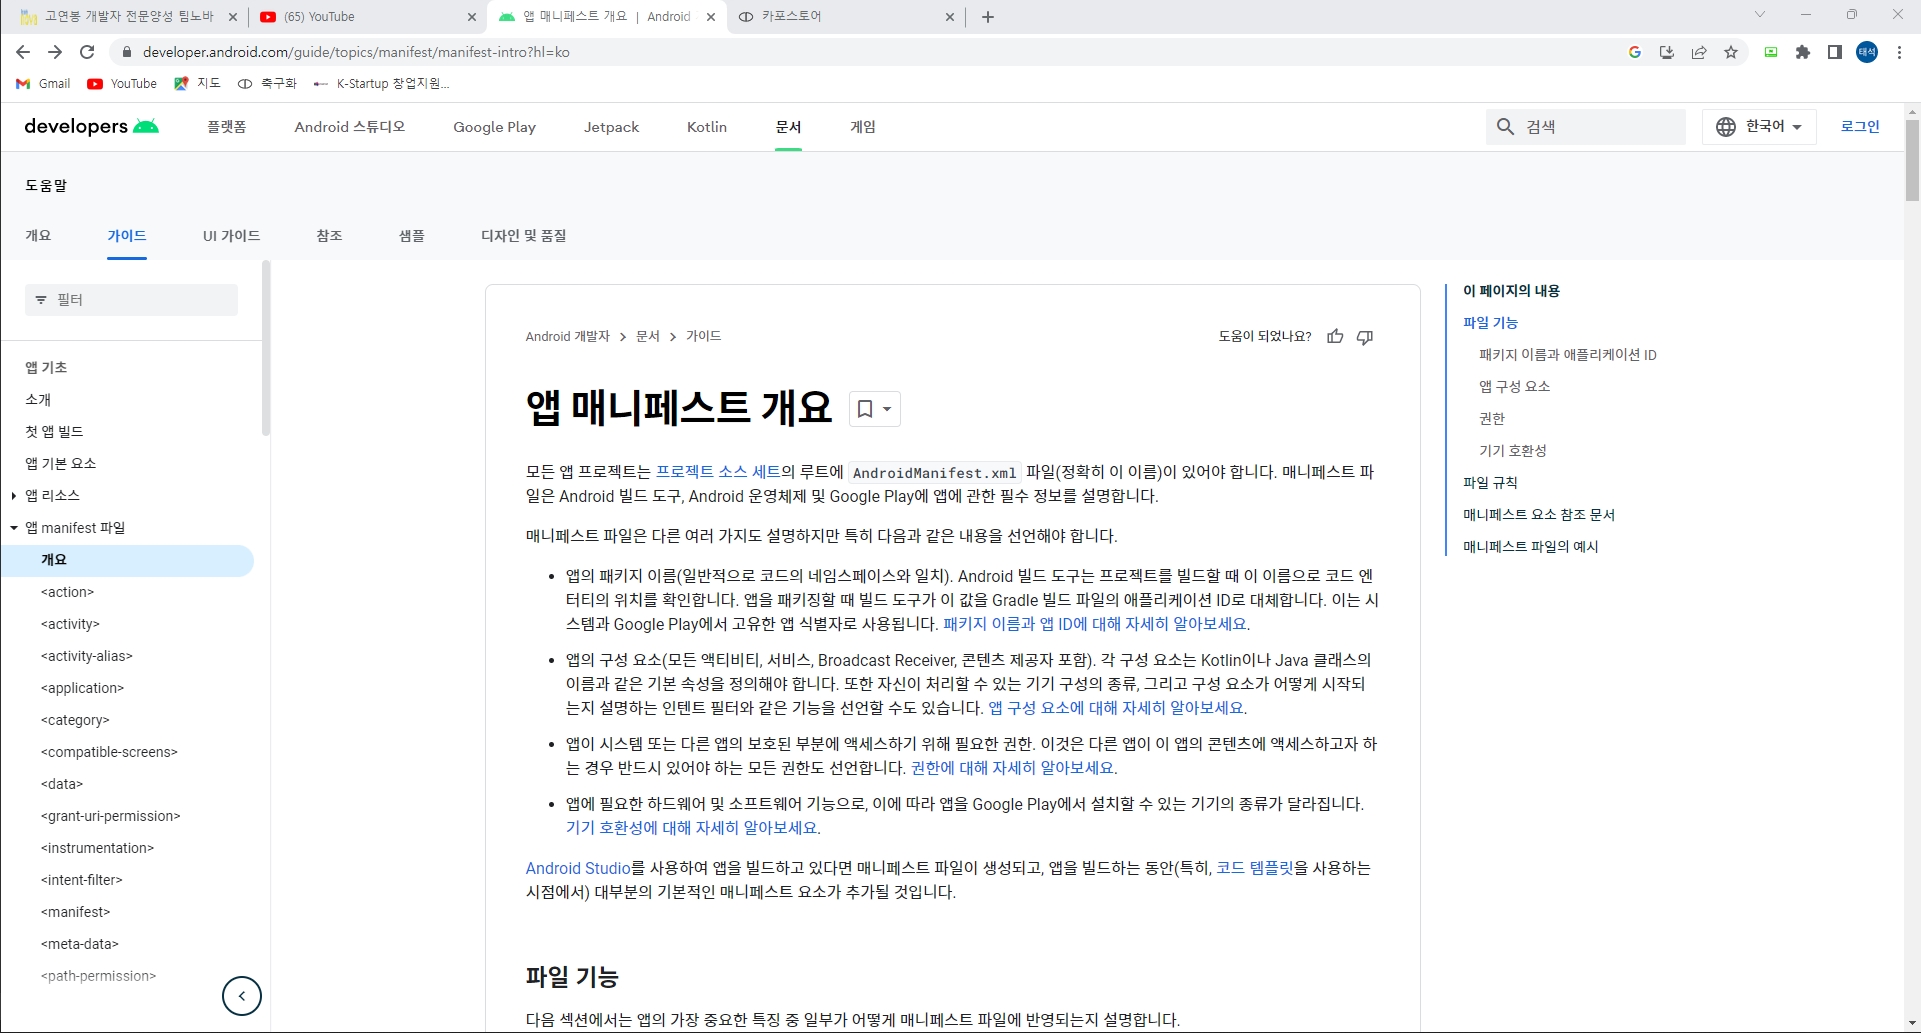 고연봉 개발자 전문양성 팀노바
(65) YouTube
앱 매니페스트 개요 | Android
카포스토어
developer.android.com/guide/topics/manifest/manifest-intro?hl=ko
태석
Gmail
YouTube
지도
축구화
K-Startup 창업지원...
developers
플랫폼
Android 스튜디오
Google Play
Jetpack
Kotlin
문서
게임
검색
한국어
로그인
도움말
개요
가이드
UI 가이드
참조
샘플
디자인 및 품질
필터
앱 기초
소개
첫 앱 빌드
앱 기본 요소
앱 리소스
앱 manifest 파일
개요
<action>
<activity>
<activity-alias>
<application>
<category>
<compatible-screens>
<data>
<grant-uri-permission>
<instrumentation>
<intent-filter>
<manifest>
<meta-data>
<path-permission>
Android 개발자 > 문서 > 가이드
도움이 되었나요?
앱 매니페스트 개요
모든 앱 프로젝트는 프로젝트 소스 세트의 루트에 AndroidManifest.xml 파일(정확히 이 이름)이 있어야 합니다. 매니페스트 파
일은 Android 빌드 도구, Android 운영체제 및 Google Play에 앱에 관한 필수 정보를 설명합니다.
매니페스트 파일은 다른 여러 가지도 설명하지만 특히 다음과 같은 내용을 선언해야 합니다.
• 앱의 패키지 이름(일반적으로 코드의 네임스페이스와 일치). Android 빌드 도구는 프로젝트를 빌드할 때 이 이름으로 코드 엔
터티의 위치를 확인합니다. 앱을 패키징할 때 빌드 도구가 이 값을 Gradle 빌드 파일의 애플리케이션 ID로 대체합니다. 이는 시
스템과 Google Play에서 고유한 앱 식별자로 사용됩니다. 패키지 이름과 앱 ID에 대해 자세히 알아보세요.
• 앱의 구성 요소(모든 액티비티, 서비스, Broadcast Receiver, 콘텐츠 제공자 포함). 각 구성 요소는 Kotlin이나 Java 클래스의
이름과 같은 기본 속성을 정의해야 합니다. 또한 자신이 처리할 수 있는 기기 구성의 종류, 그리고 구성 요소가 어떻게 시작되
는지 설명하는 인텐트 필터와 같은 기능을 선언할 수도 있습니다. 앱 구성 요소에 대해 자세히 알아보세요.
• 앱이 시스템 또는 다른 앱의 보호된 부분에 액세스하기 위해 필요한 권한. 이것은 다른 앱이 이 앱의 콘텐츠에 액세스하고자 하
는 경우 반드시 있어야 하는 모든 권한도 선언합니다. 권한에 대해 자세히 알아보세요.
• 앱에 필요한 하드웨어 및 소프트웨어 기능으로, 이에 따라 앱을 Google Play에서 설치할 수 있는 기기의 종류가 달라집니다.
기기 호환성에 대해 자세히 알아보세요.
Android Studio를 사용하여 앱을 빌드하고 있다면 매니페스트 파일이 생성되고, 앱을 빌드하는 동안(특히, 코드 템플릿을 사용하는
시점에서) 대부분의 기본적인 매니페스트 요소가 추가될 것입니다.
파일 기능
다음 섹션에서는 앱의 가장 중요한 특징 중 일부가 어떻게 매니페스트 파일에 반영되는지 설명합니다.
이 페이지의 내용
파일 기능
패키지 이름과 애플리케이션 ID
앱 구성 요소
권한
기기 호환성
파일 규칙
매니페스트 요소 참조 문서
매니페스트 파일의 예시